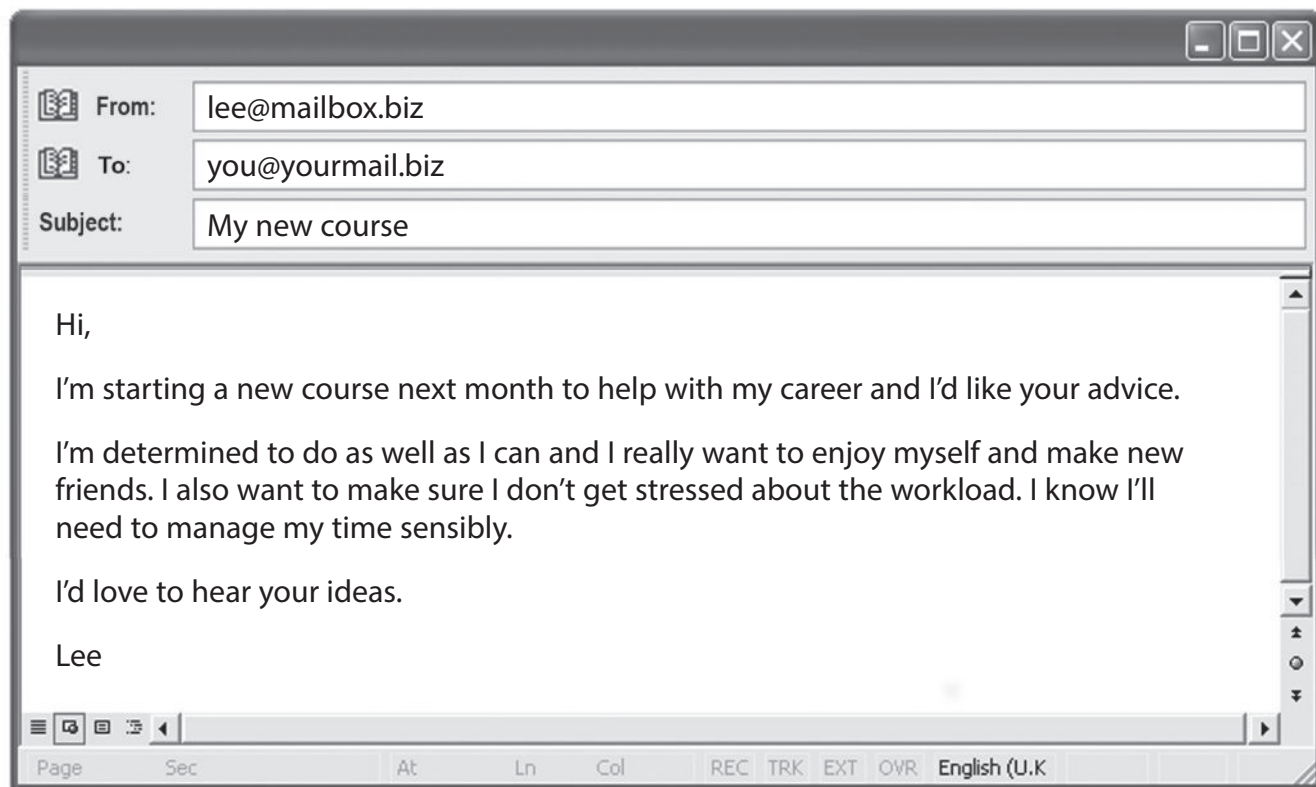 From: lee@mailbox.biz
To: you@yourmail.biz
Subject: My new course
Hi,
I’m starting a new course next month to help with my career and I’d like your advice.
I’m determined to do as well as I can and I really want to enjoy myself and make new
friends. I also want to make sure I don’t get stressed about the workload. I know I’ll
need to manage my time sensibly.
I’d love to hear your ideas.
Lee
Page Sec At Ln Col REC TRK EXT OVR English (U.K